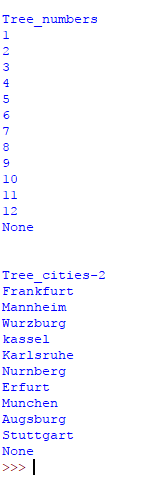 Tree_numbers
1
2
3
4
5
6
7
8
9
10
11
12
None
Tree_cities-2
Frankfurt
Mannheim
Wurzburg
kassel
Karlsruhe
Nurnberg
Erfurt
Munchen
Augsburg
Stuttgart
None
>>>